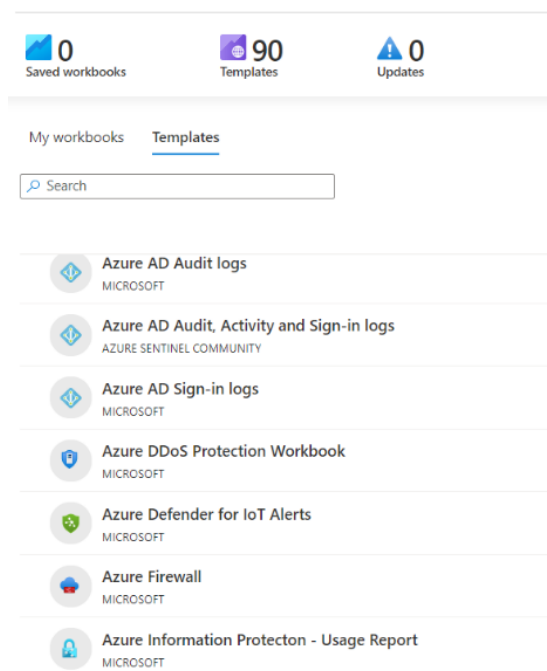 0
Saved workbooks
90
Templates
0
Updates
My workbooks
Templates
Search
Azure AD Audit logs
MICROSOFT
Azure AD Audit, Activity and Sign-in logs
AZURE SENTINEL COMMUNITY
Azure AD Sign-in logs
MICROSOFT
Azure DDoS Protection Workbook
MICROSOFT
Azure Defender for IoT Alerts
MICROSOFT
Azure Firewall
MICROSOFT
Azure Information Protecton - Usage Report
MICROSOFT